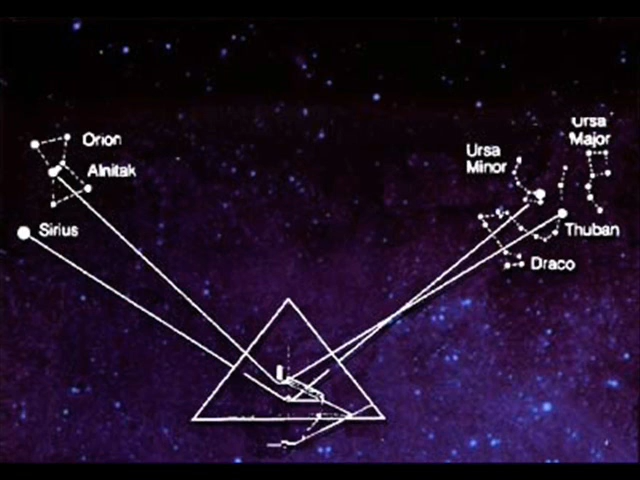 Orion
Alnitak
Sirius
Ursa
Minor
Ursa
Major
Thuban
Draco